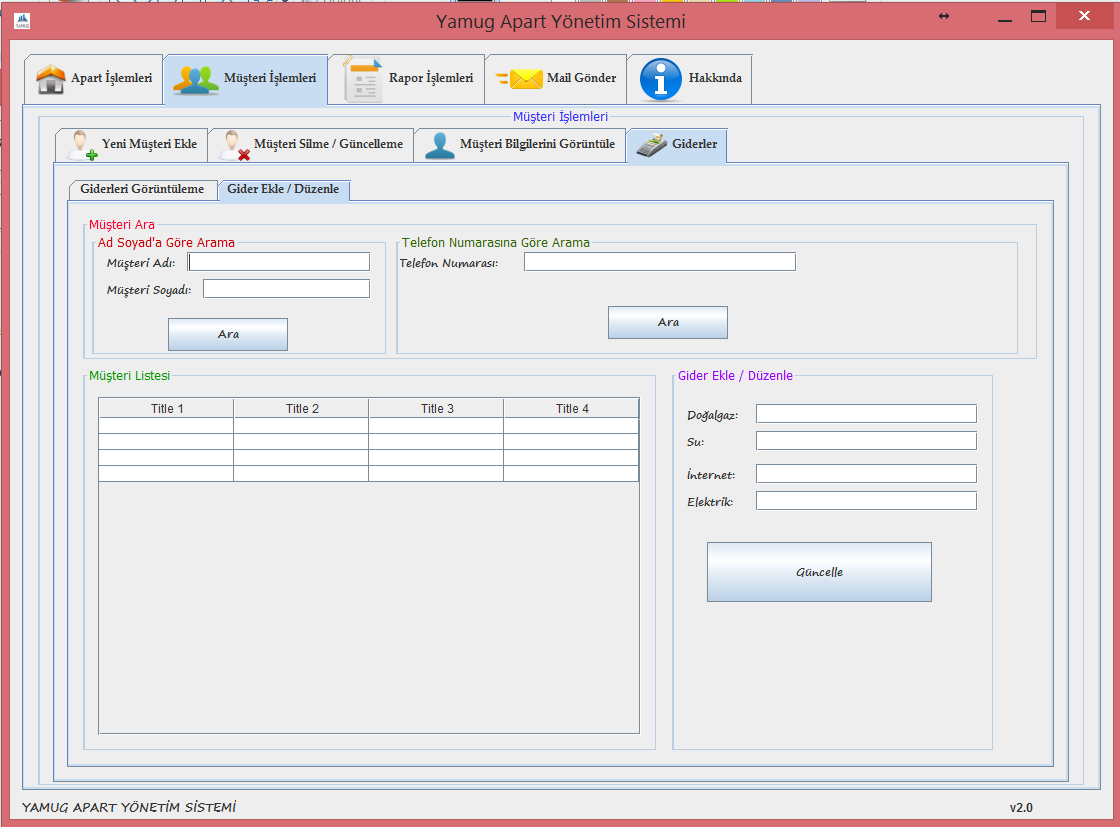 Yamug Apart Yönetim Sistemi
YAMUG
Apart İşlemleri Müşteri İşlemleri Rapor İşlemleri Mail Gönder Hakkında
Müşteri İşlemleri
Yeni Müşteri Ekle Müşteri Silme / Güncelleme Müşteri Bilgilerini Görüntüle Giderler
Giderleri Görüntüleme Gider Ekle / Düzenle
Müşteri Ara
Ad Soyad'a Göre Arama
Müşteri Adı:
Müşteri Soyadı:
Ara
Telefon Numarasına Göre Arama
Telefon Numarası:
Ara
Müşteri Listesi
Title 1 Title 2 Title 3 Title 4
Gider Ekle / Düzenle
Doğalgaz:
Su:
İnternet:
Elektrik:
Güncelle
YAMUG APART YÖNETİM SİSTEMİ
v2.0